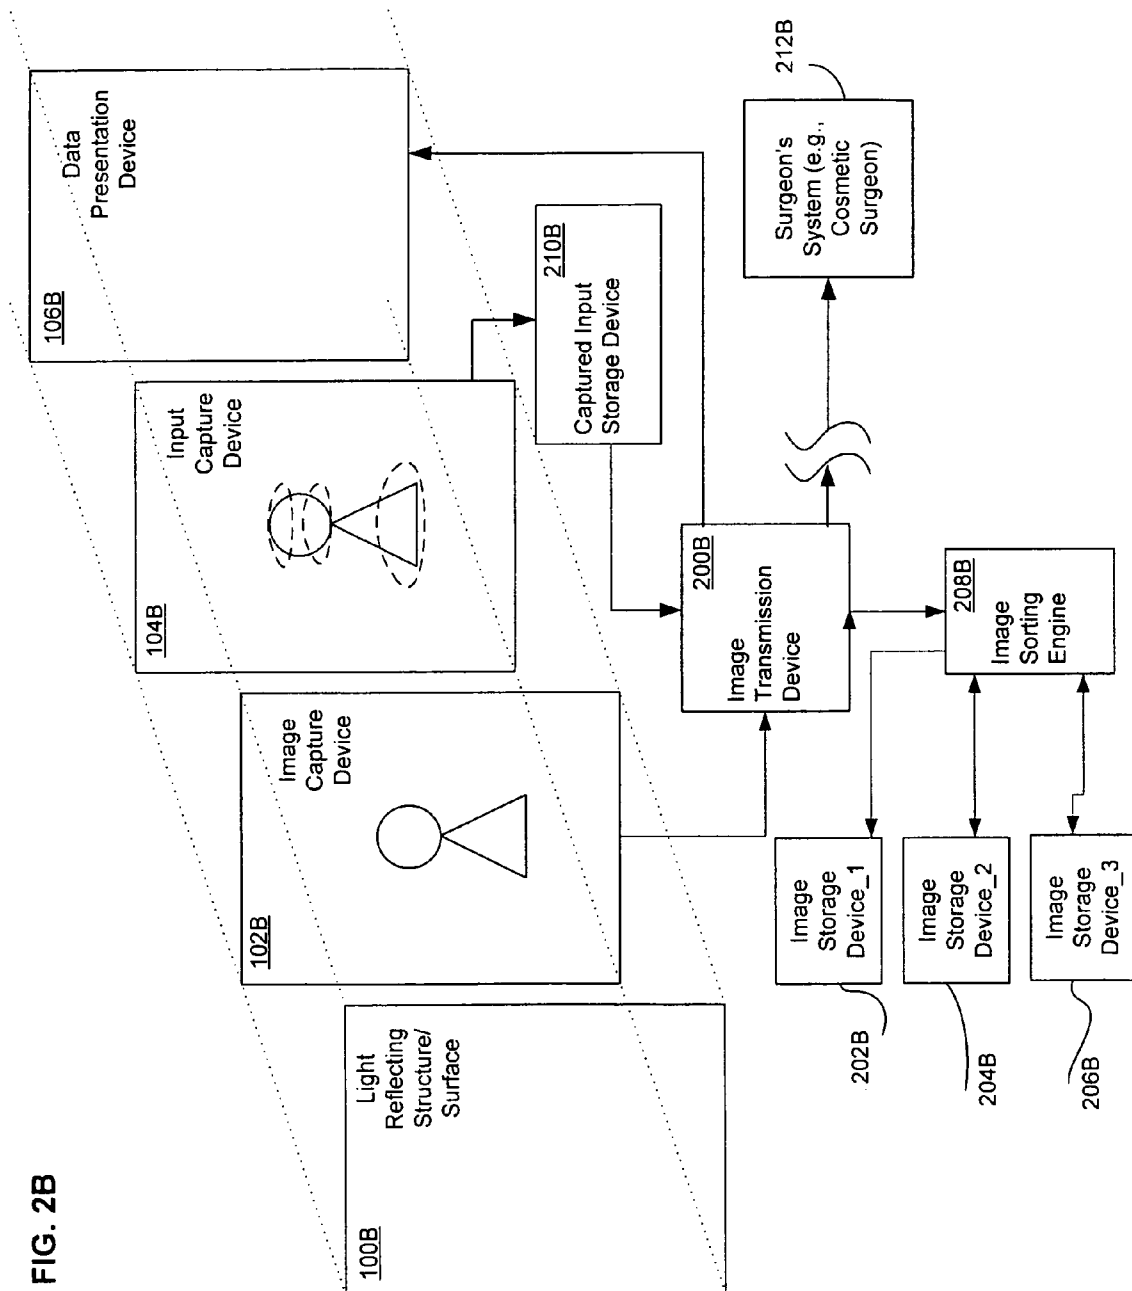 FIG. 2B
100B
Light
Reflecting
Structure/
Surface
102B
Image
Capture
Device
104B
Input
Capture
Device
106B
Data
Presentation
Device
210B
Captured Input
Storage Device
200B
Image
Transmission
Device
212B
Surgeon's
System (e.g.,
Cosmetic
Surgeon)
208B
Image
Sorting
Engine
Image
Storage
Device_1
202B
Image
Storage
Device_2
204B
Image
Storage
Device_3
206B